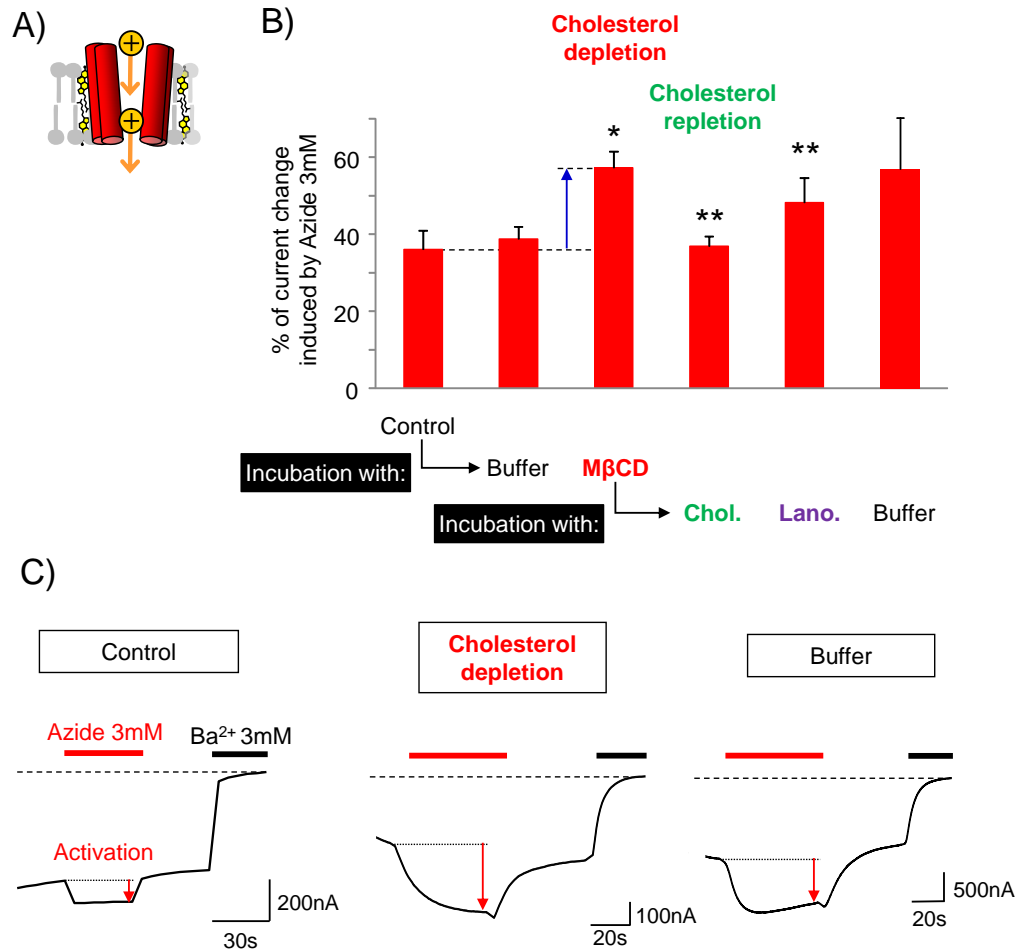 A)
+
+
B)
Cholesterol
depletion
Cholesterol
repletion
% of current change
induced by Azide 3mM
60
40
20
0
*
**
**
Control
Incubation with:
Buffer
MβCD
Incubation with:
Chol.
Lano.
Buffer
C)
Control
Cholesterol
depletion
Buffer
Azide 3mM
Ba²⁺ 3mM
Activation
200nA
30s
100nA
20s
500nA
20s